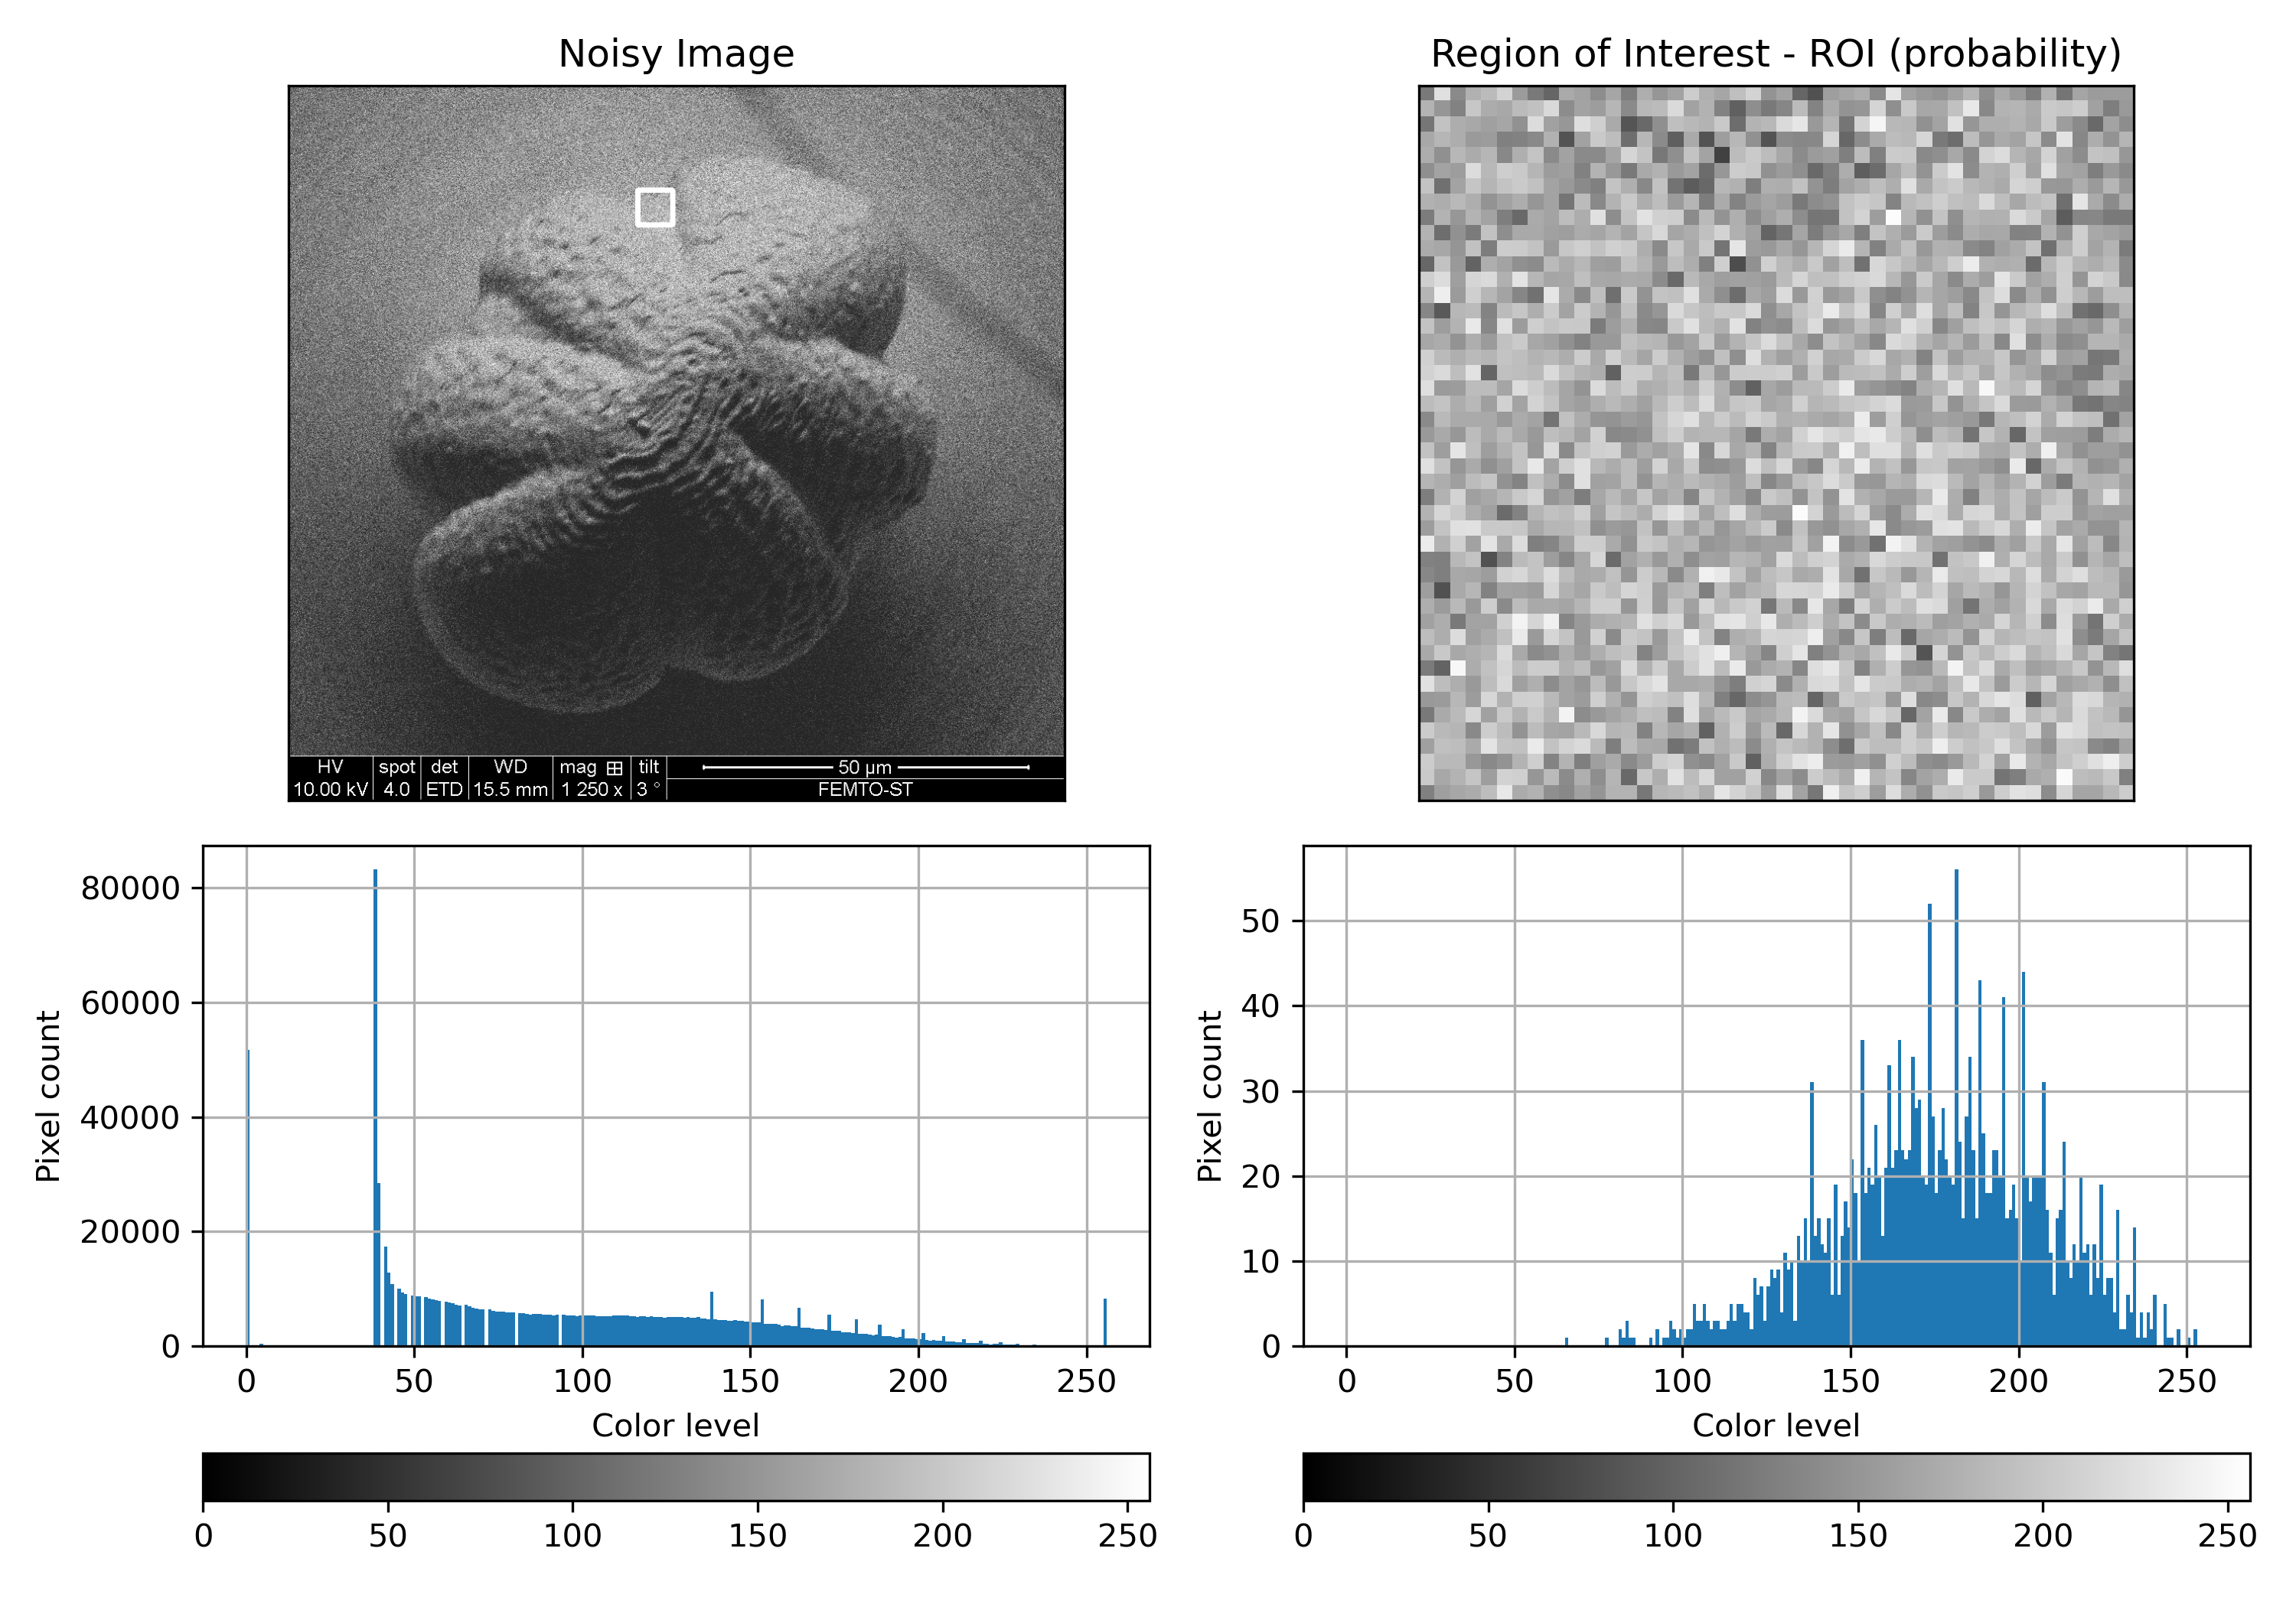 Noisy Image
Region of Interest - ROI (probability)
HV spot det WD mag ⊞ tilt 50 µm
10.00 kV 4.0 ETD 15.5 mm 1 250 x 3 ° FEMTO-ST
80000
60000
40000
20000
0
Pixel count
0 50 100 150 200 250
Color level
0 50 100 150 200 250
50
40
30
20
10
0
Pixel count
0 50 100 150 200 250
Color level
0 50 100 150 200 250